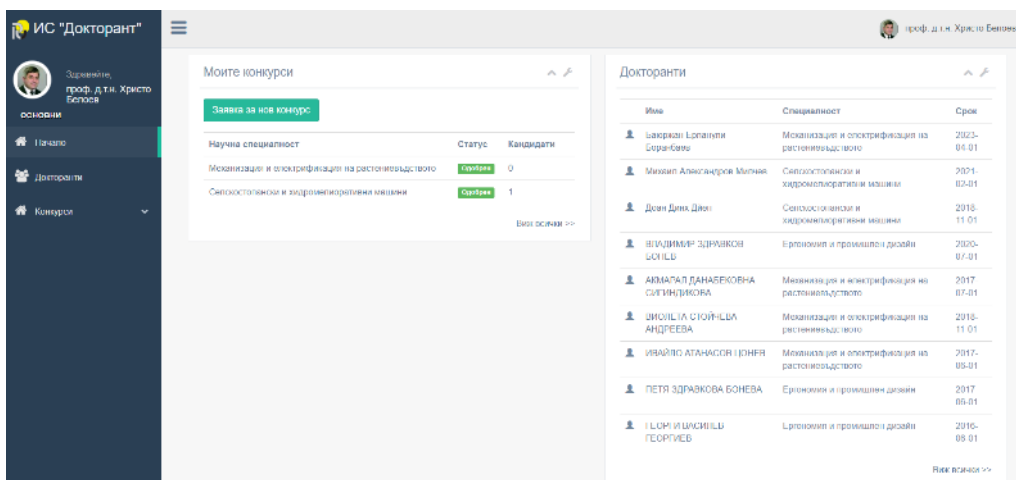 ИС "Докторант"
проф. д.т.н. Христо Белоев
Здравейте,
проф. д.т.н. Христо
Белоев
ОСНОВНИ
Начало
Докторанти
Конкурси
Моите конкурси
Заявка за нов конкурс
Научна специалност Статус Кандидати
Механизация и електрификация на растениевъдството Одобрен 0
Селскостопански и хидромелиоративни машини Одобрен 1
Виж всички >>
Докторанти
Име Специалност Срок
Механизация и електрификация на 2023-
растениевъдството 04-01
Михаил Александров Милчев Селскостопански и 2021-
хидромелиоративни машини 02-01
Доан Динх Диен Селскостопански и 2018-
хидромелиоративни машини 11-01
ВЛАДИМИР ЗДРАВКОВ Ергономия и промишлен дизайн 2020-
БОНЕВ 07-01
АКМАРАЛ ДАНАБЕКОВНА Механизация и електрификация на 2017-
СИГИНДИКОВА растениевъдството 07-01
ВИОЛЕТА СТОЙЧЕВА Механизация и електрификация на 2018-
АНДРЕЕВА растениевъдството 11-01
ИВАЙЛО АТАНАСОВ ЦОНЕВ Механизация и електрификация на 2017-
растениевъдството 06-01
ПЕТЯ ЗДРАВКОВА БОНЕВА Ергономия и промишлен дизайн 2017-
06-01
ГЕОРГИ ВАСИЛЕВ Ергономия и промишлен дизайн 2016-
ГЕОРГИЕВ 08-01
Виж всички >>